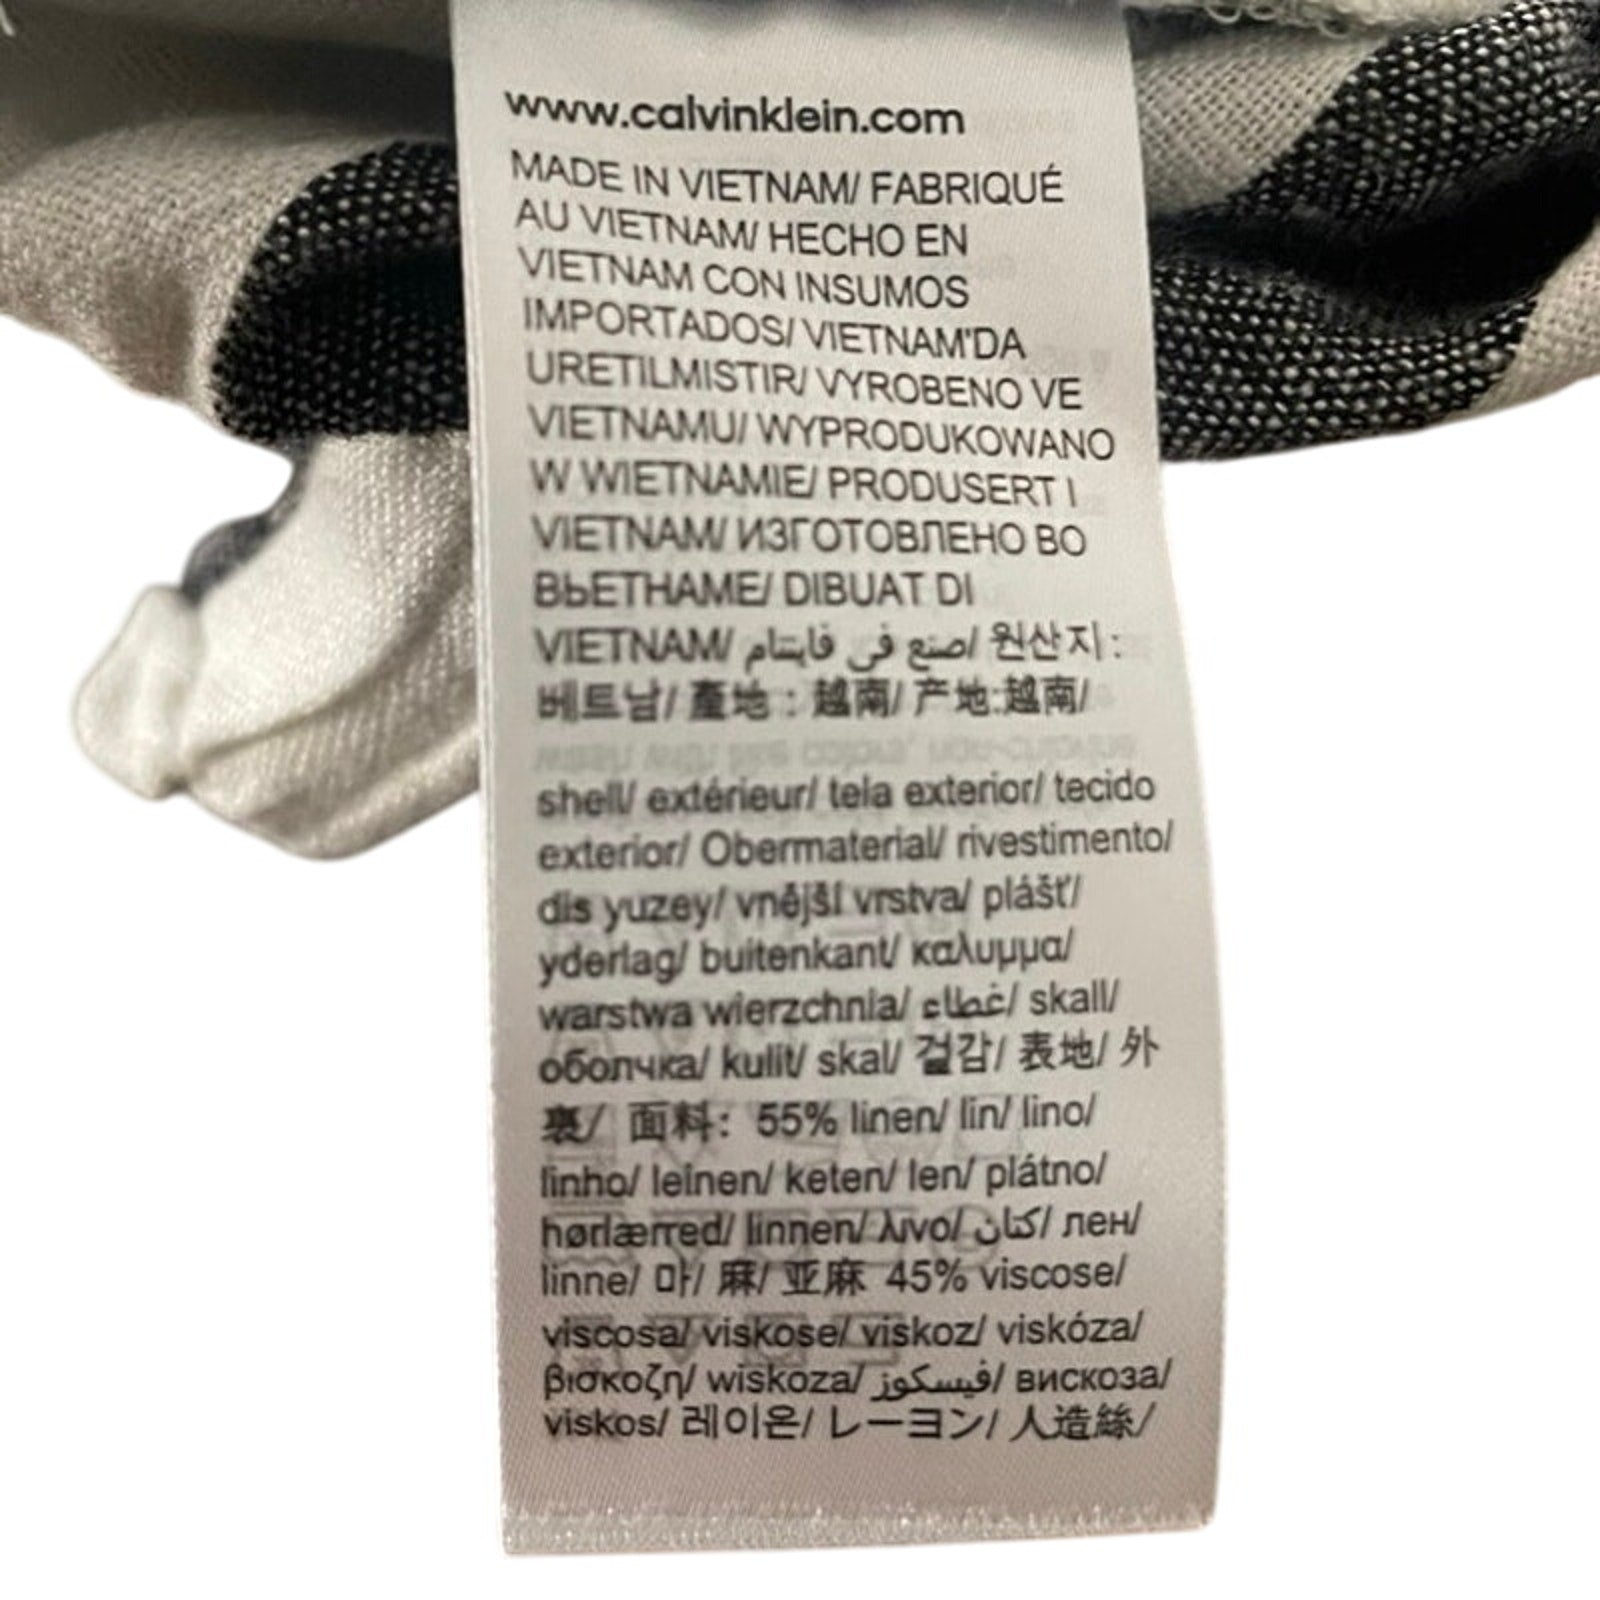 www.calvinklein.com
MADE IN VIETNAM/ FABRIQUÉ
AU VIETNAM/ HECHO EN
VIETNAM CON INSUMOS
IMPORTADOS/ VIETNAM'DA
URETILMISTIR/ VYROBENO VE
VIETNAMU/ WYPRODUKOWANO
W WIETNAMIE/ PRODUSERT I
VIETNAM/ ИЗГОТОВЛЕНО ВО
ВЬЕТНАМЕ/ DIBUAT DI
VIETNAM/ صنع في فايتنام/ 원산지:
베트남/ 產地：越南/ 产地:越南/
shell/ extérieur/ tela exterior/ tecido
exterior/ Obermaterial/ rivestimento/
dis yuzey/ vnější vrstva/ plášť/
yderlag/ buitenkant/ καλυμμα/
warstwa wierzchnia/ غطاء/ skall/
оболчка/ kulit/ skal/ 겉감/ 表地/ 外
裏/ 面料: 55% linen/ lin/ lino/
linho/ leinen/ keten/ len/ plátno/
hørlærred/ linnen/ λινο/ كتان/ лен/
linne/ 마/ 麻/ 亚麻 45% viscose/
viscosa/ viskose/ viskoz/ viskóza/
βισκοζη/ wiskoza/ فيسكوز/ вискоза/
viskos/ 레이온/ レーヨン/ 人造絲/